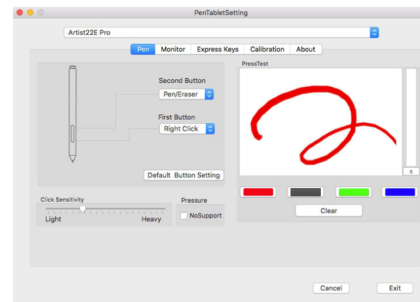 PenTabletSetting
Artist22E Pro
Pen Monitor Express Keys Calibration About
PressTest
Second Button
Pen/Eraser
First Button
Right Click
Default Button Setting
Click Sensitivity
Light Heavy
Pressure
NoSupport
Clear
Cancel Exit